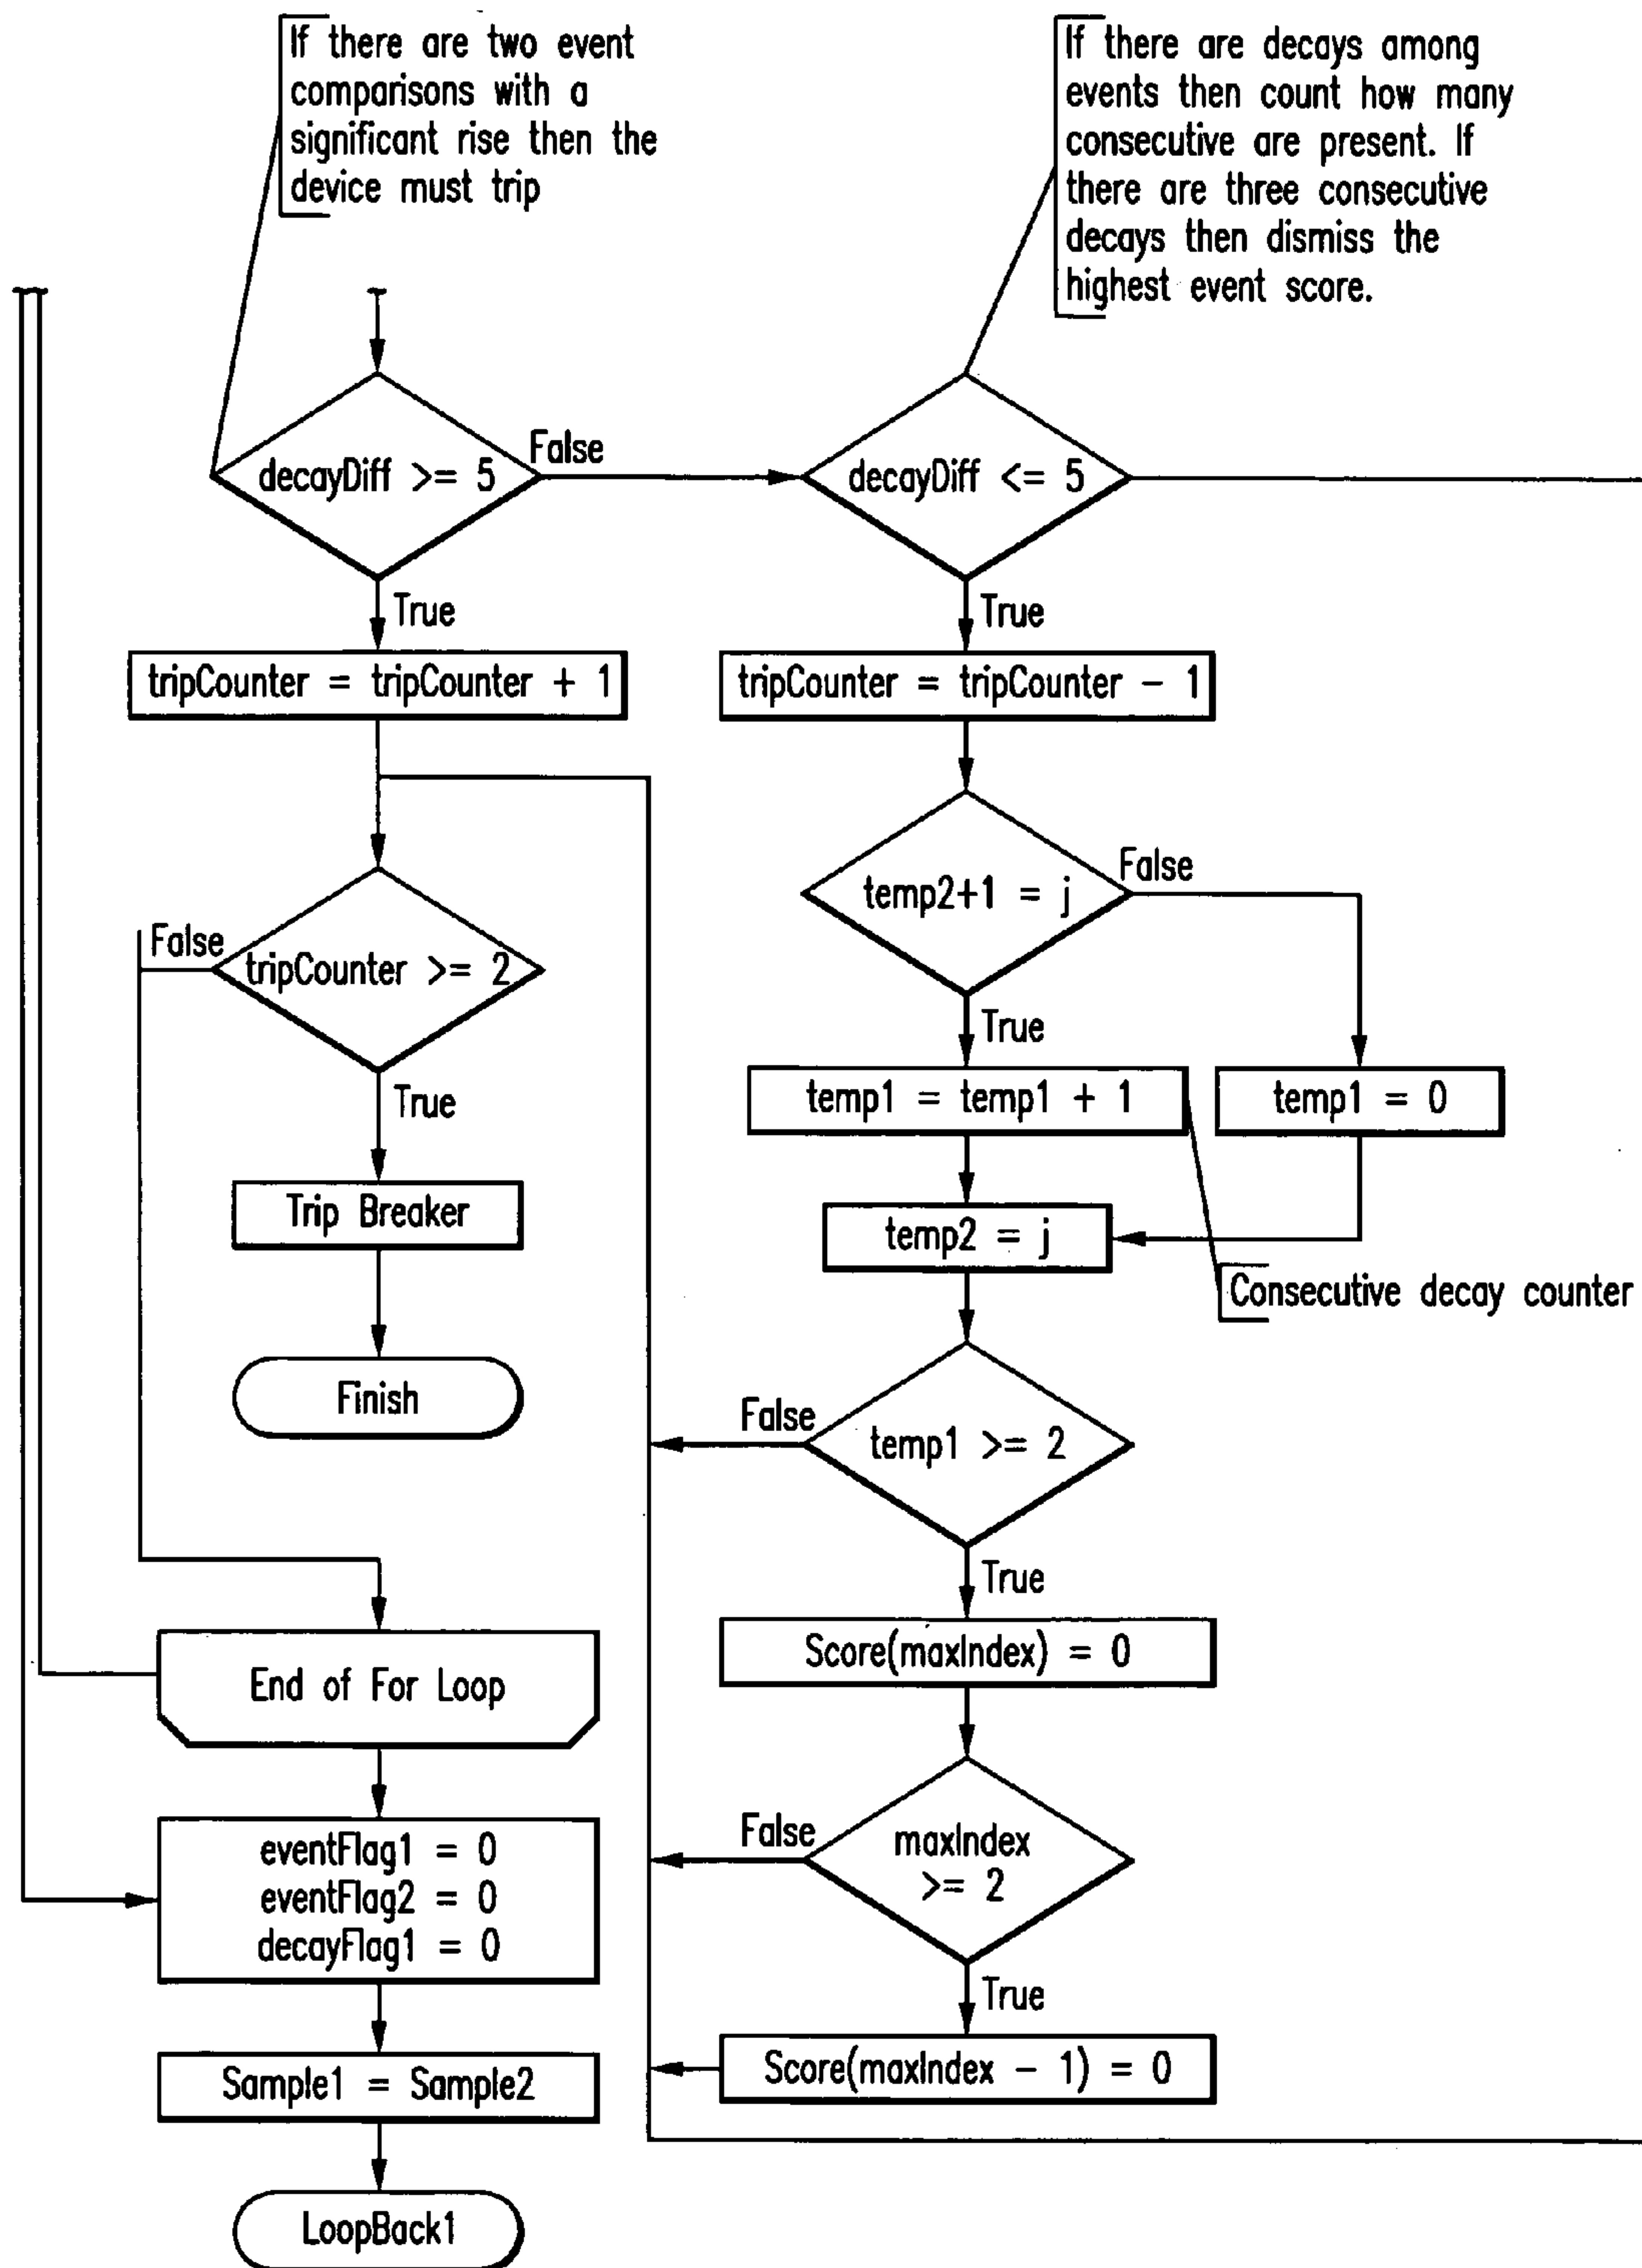 If there are two event
comparisons with a
significant rise then the
device must trip
If there are decays among
events then count how many
consecutive are present. If
there are three consecutive
decays then dismiss the
highest event score.
decayDiff >= 5
False
decayDiff <= 5
True
True
tripCounter = tripCounter + 1
tripCounter = tripCounter - 1
temp2+1 = j
False
False
tripCounter >= 2
True
True
temp1 = temp1 + 1
temp1 = 0
Trip Breaker
temp2 = j
Consecutive decay counter
Finish
False
temp1 >= 2
True
Score(maxIndex) = 0
End of For Loop
False
maxIndex
>= 2
eventFlag1 = 0
eventFlag2 = 0
decayFlag1 = 0
True
Score(maxIndex - 1) = 0
Sample1 = Sample2
LoopBack1